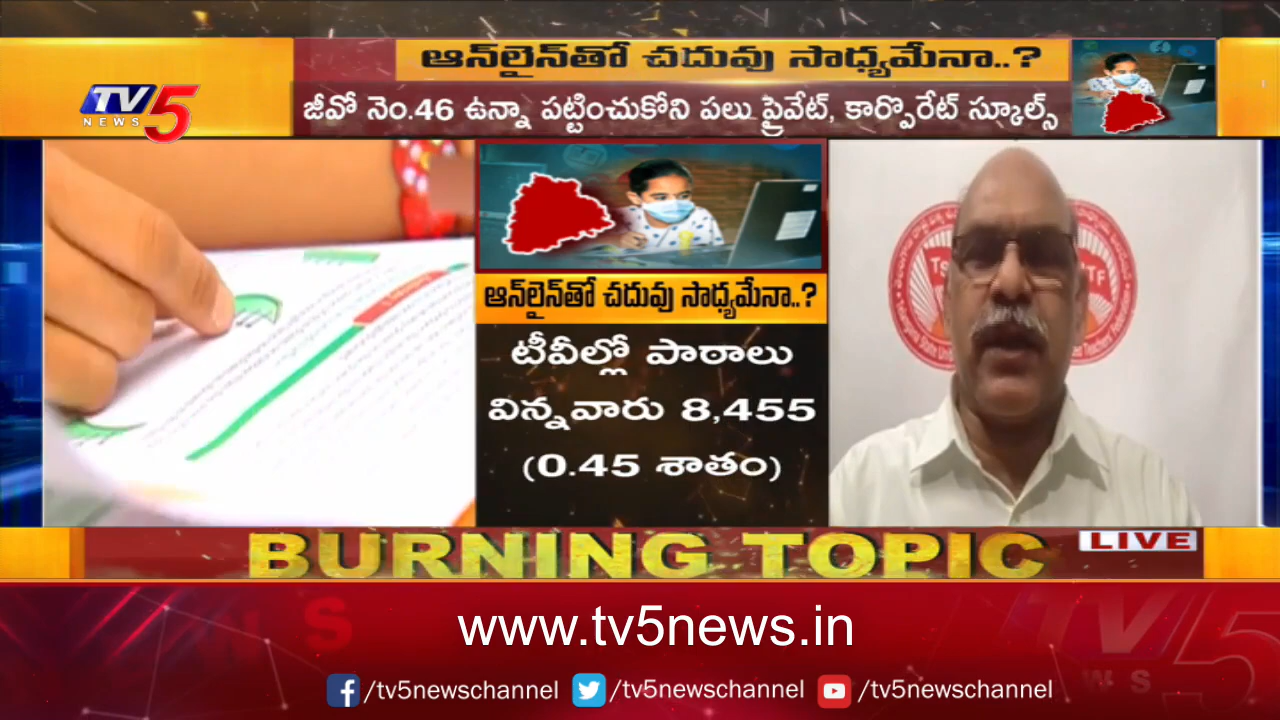 ఆన్‌లైన్‌తో చదువు సాధ్యమేనా..?
TV5
NEWS
జీవో నెం.46 ఉన్నా పట్టించుకోని పలు ప్రైవేట్, కార్పొరేట్ స్కూల్స్
ఆన్‌లైన్‌తో చదువు సాధ్యమేనా..?
టీవీల్లో పాఠాలు
విన్నవారు 8,455
(0.45 శాతం)
BURNING TOPIC
LIVE
www.tv5news.in
/tv5newschannel
/tv5newschannel
/tv5newschannel